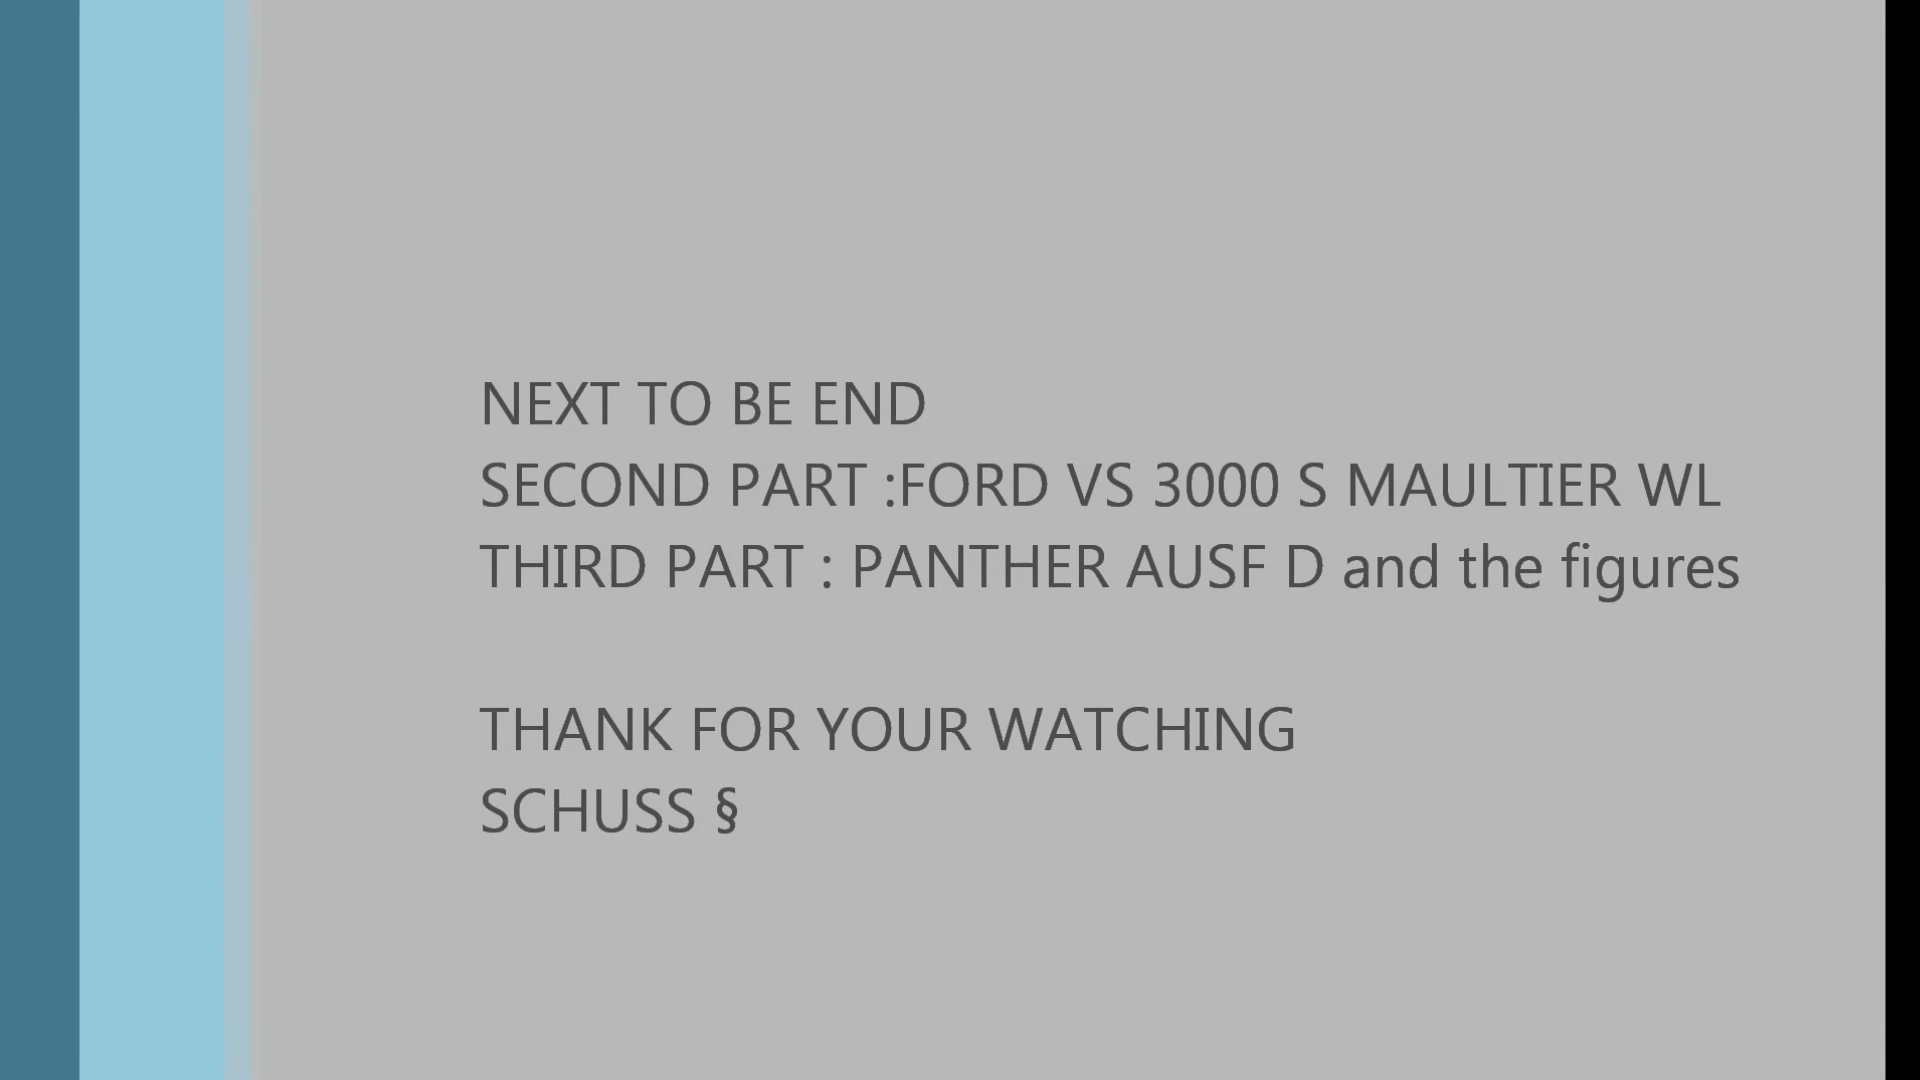 NEXT TO BE END
SECOND PART :FORD VS 3000 S MAULTIER WL
THIRD PART : PANTHER AUSF D and the figures
THANK FOR YOUR WATCHING
SCHUSS §